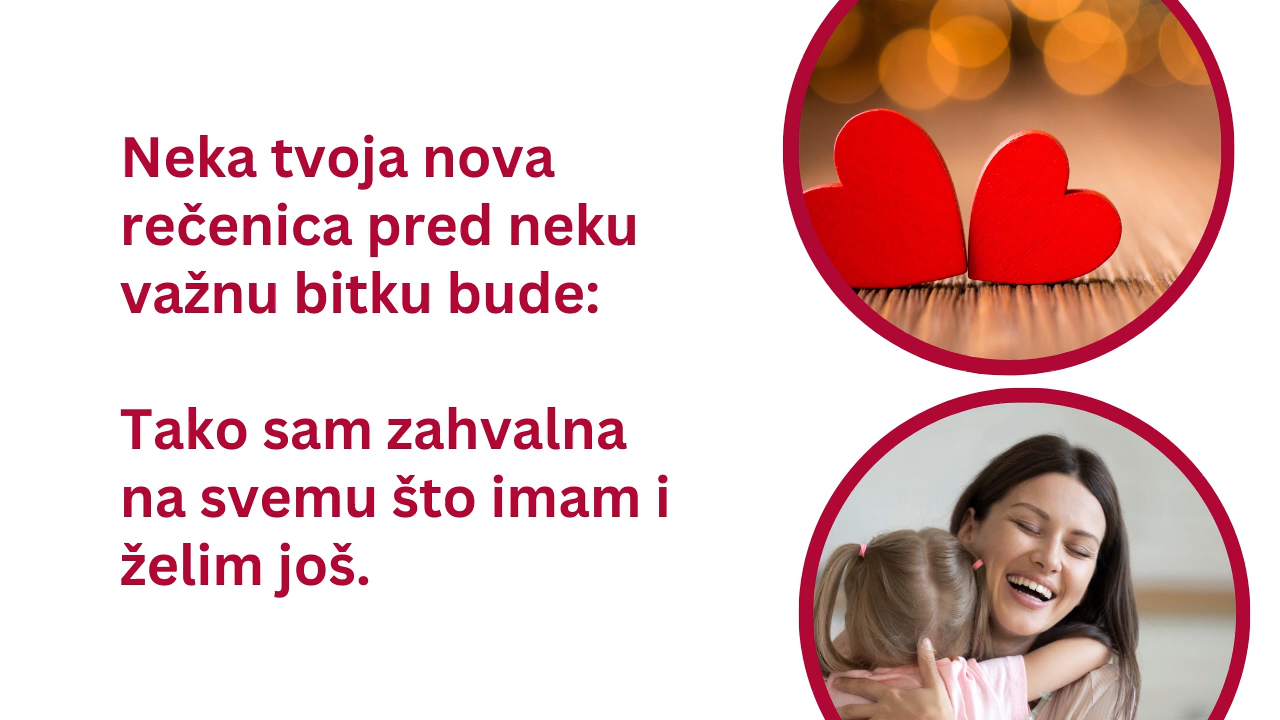 Neka tvoja nova
rečenica pred neku
važnu bitku bude:
Tako sam zahvalna
na svemu što imam i
želim još.